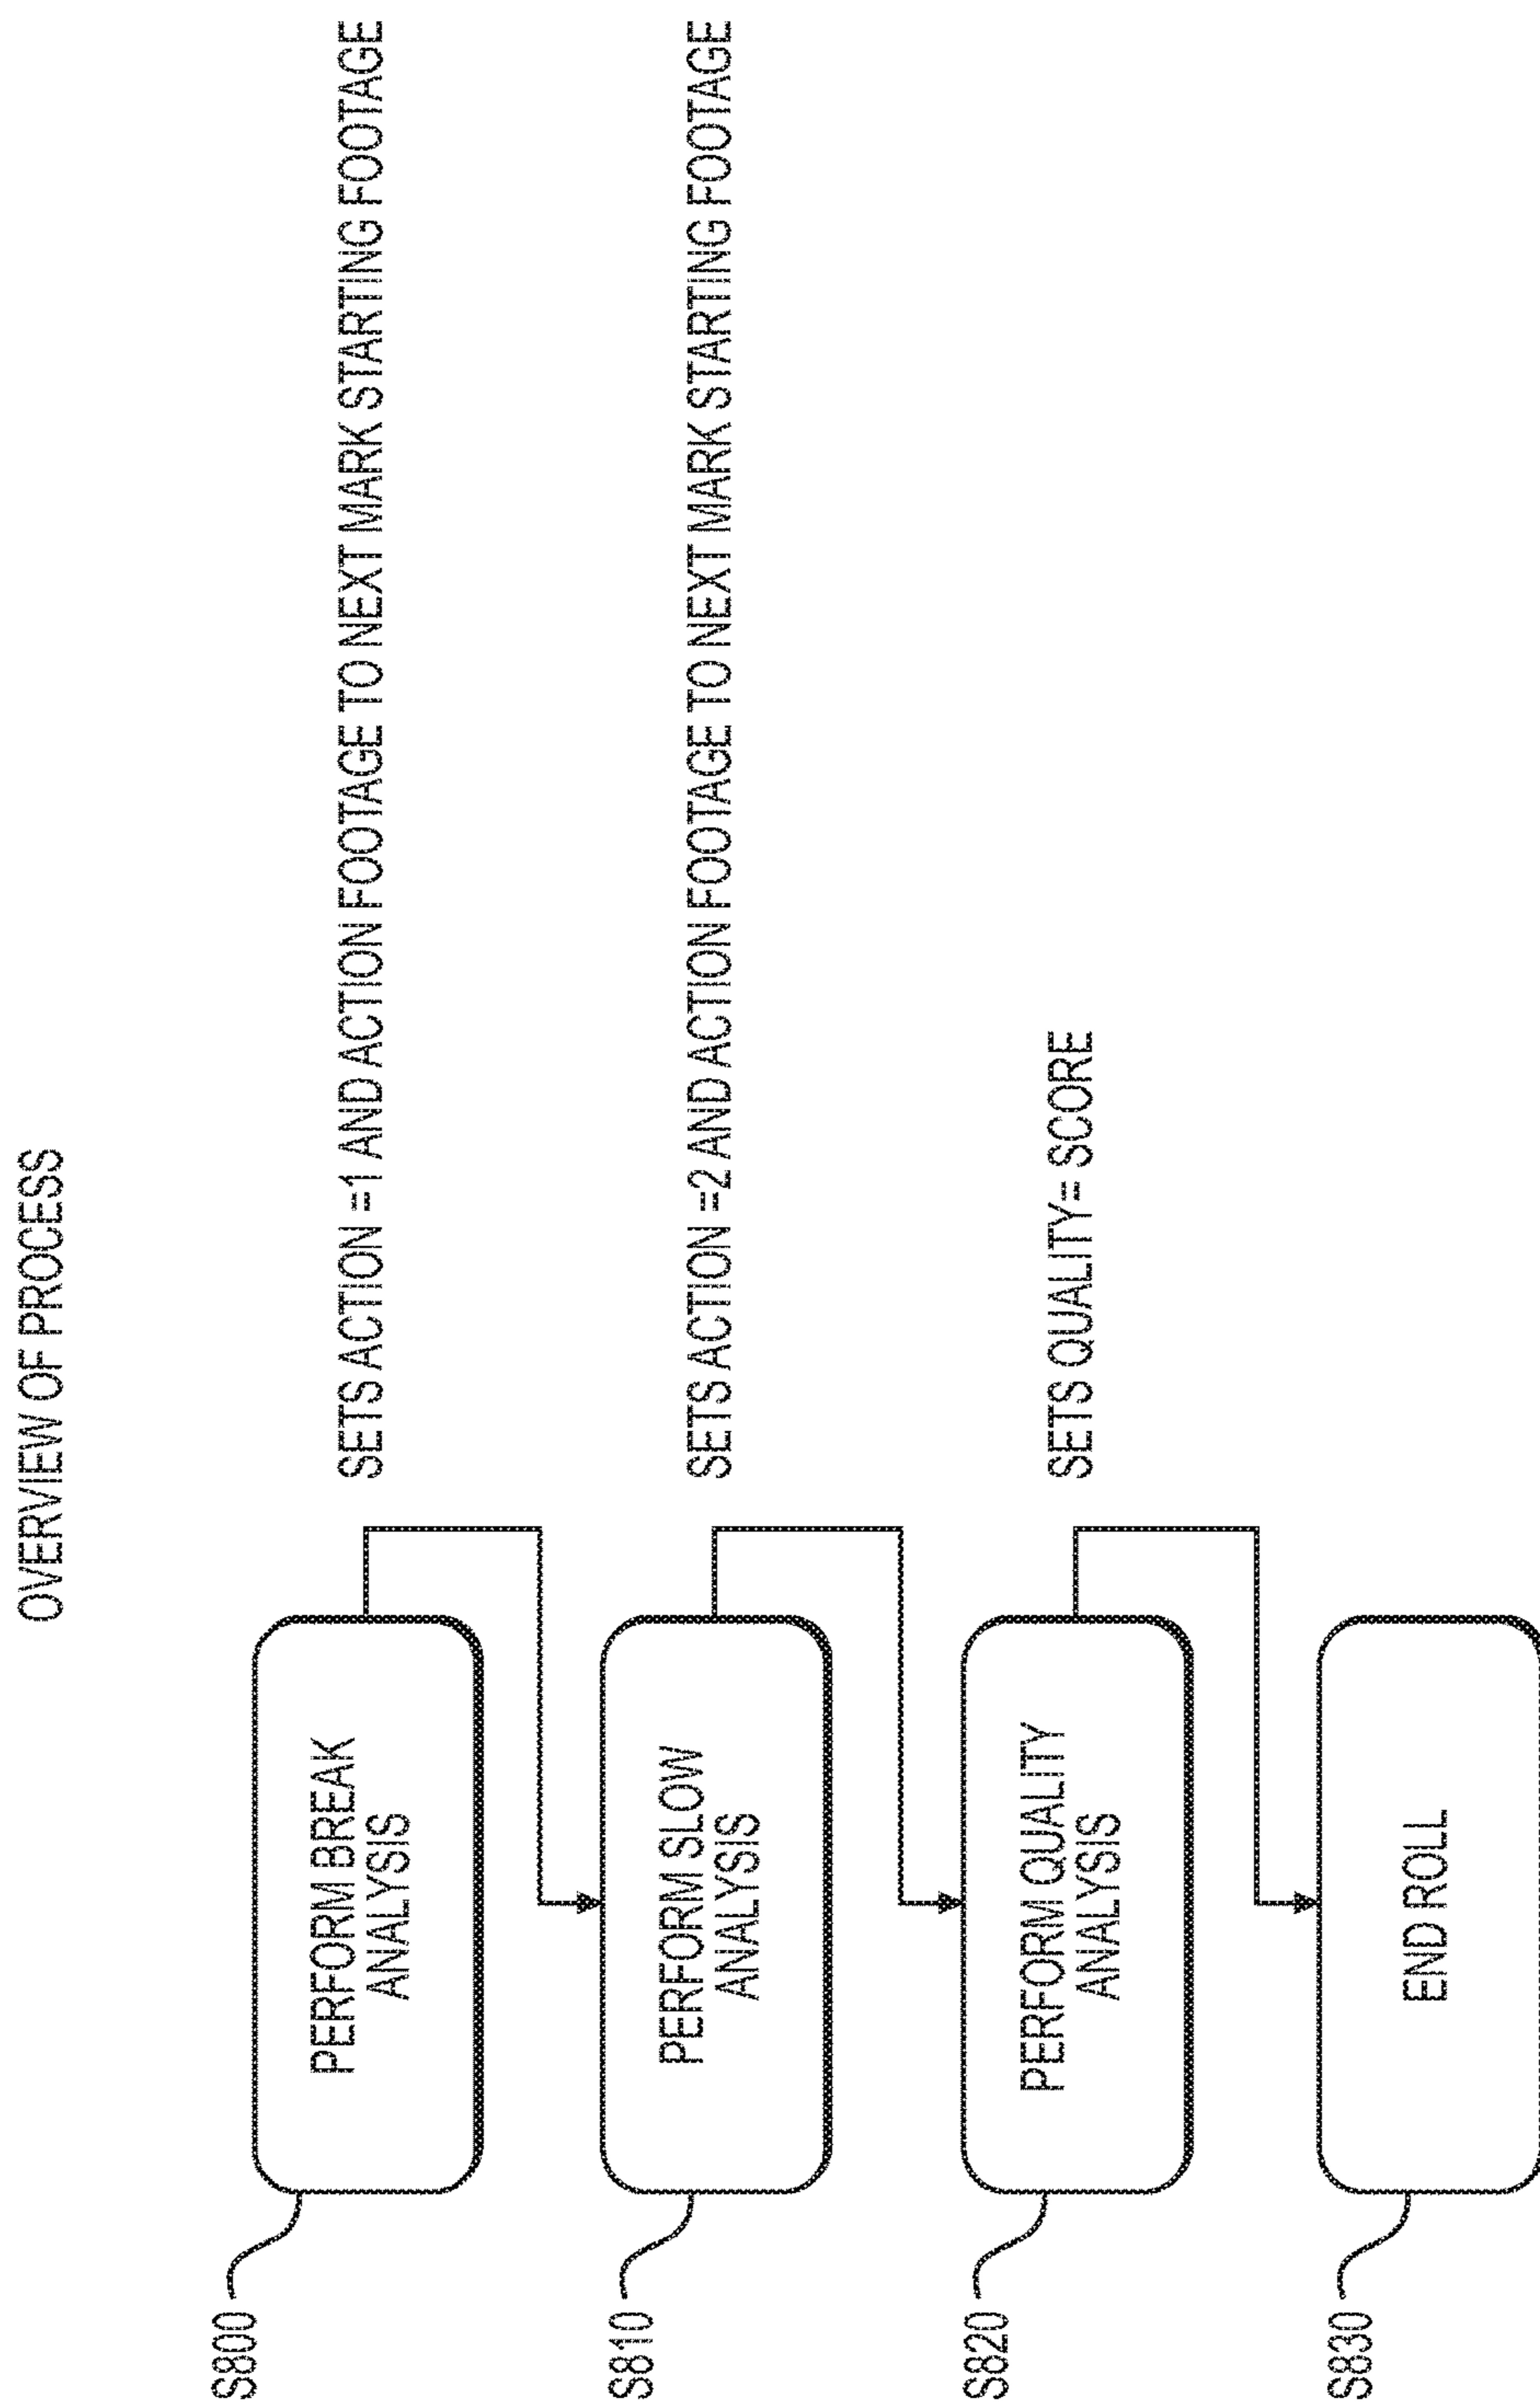 OVERVIEW OF PROCESS
S800
PERFORM BREAK
ANALYSIS
SETS ACTION =1 AND ACTION FOOTAGE TO NEXT MARK STARTING FOOTAGE
S810
PERFORM SLOW
ANALYSIS
SETS ACTION =2 AND ACTION FOOTAGE TO NEXT MARK STARTING FOOTAGE
S820
PERFORM QUALITY
ANALYSIS
SETS QUALITY= SCORE
S830
END ROLL